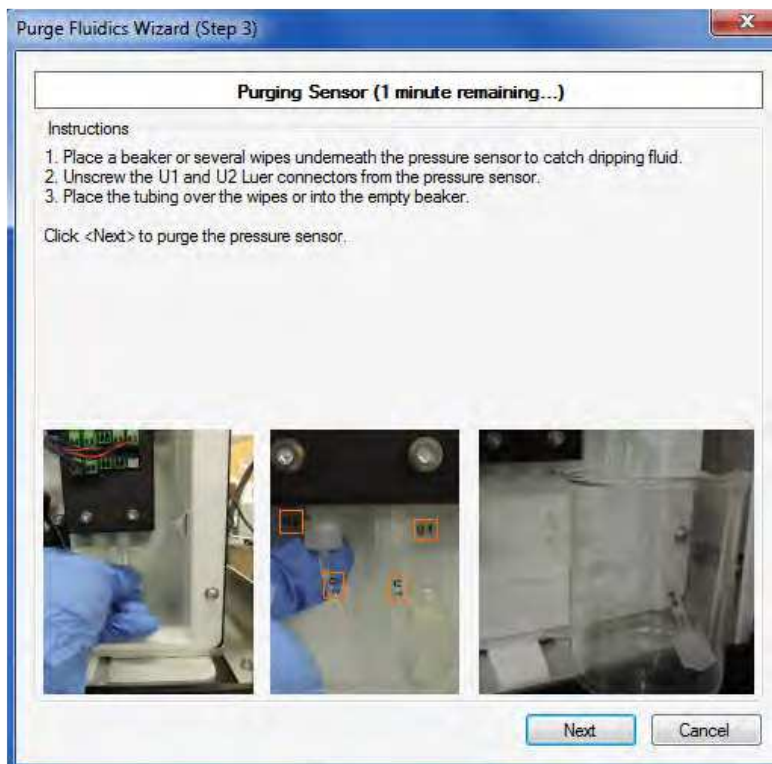 Purge Fluidics Wizard (Step 3)
Purging Sensor (1 minute remaining...)
Instructions
1. Place a beaker or several wipes underneath the pressure sensor to catch dripping fluid.
2. Unscrew the U1 and U2 Luer connectors from the pressure sensor.
3. Place the tubing over the wipes or into the empty beaker.
Click <Next> to purge the pressure sensor.
U1
Next
Cancel